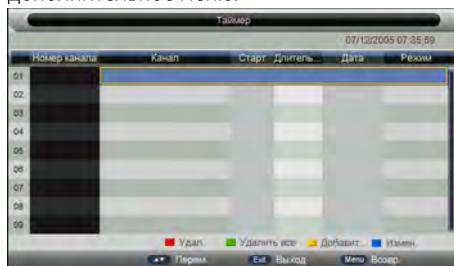 Таймер
07/12/2005 07:35:59
Номер канала Канал Старт Длитель... Дата Режим
01
02
03
04
05
06
07
08
09
Удал. Удалить все Добавит... Измен.
Перем. Exit Выход Menu Возвр.